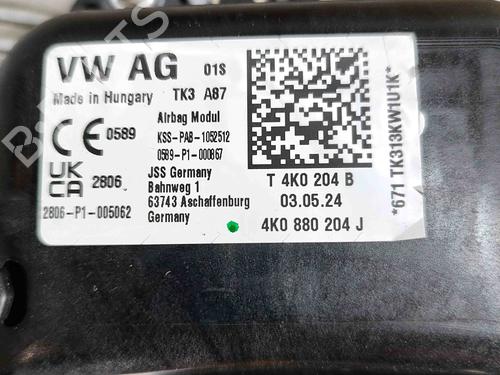 VW AG 01S
Made in Hungary TK3 A87
CE 0589
Airbag Modul
KSS-PAB-1052512
0589-P1-000867
UK CA 2806
JSS Germany
Bahnweg 1
63743 Aschaffenburg
Germany
2806-P1-005062
T 4K0 204 B
03.05.24
4K0 880 204 J
*671 TK313KW1U1K*